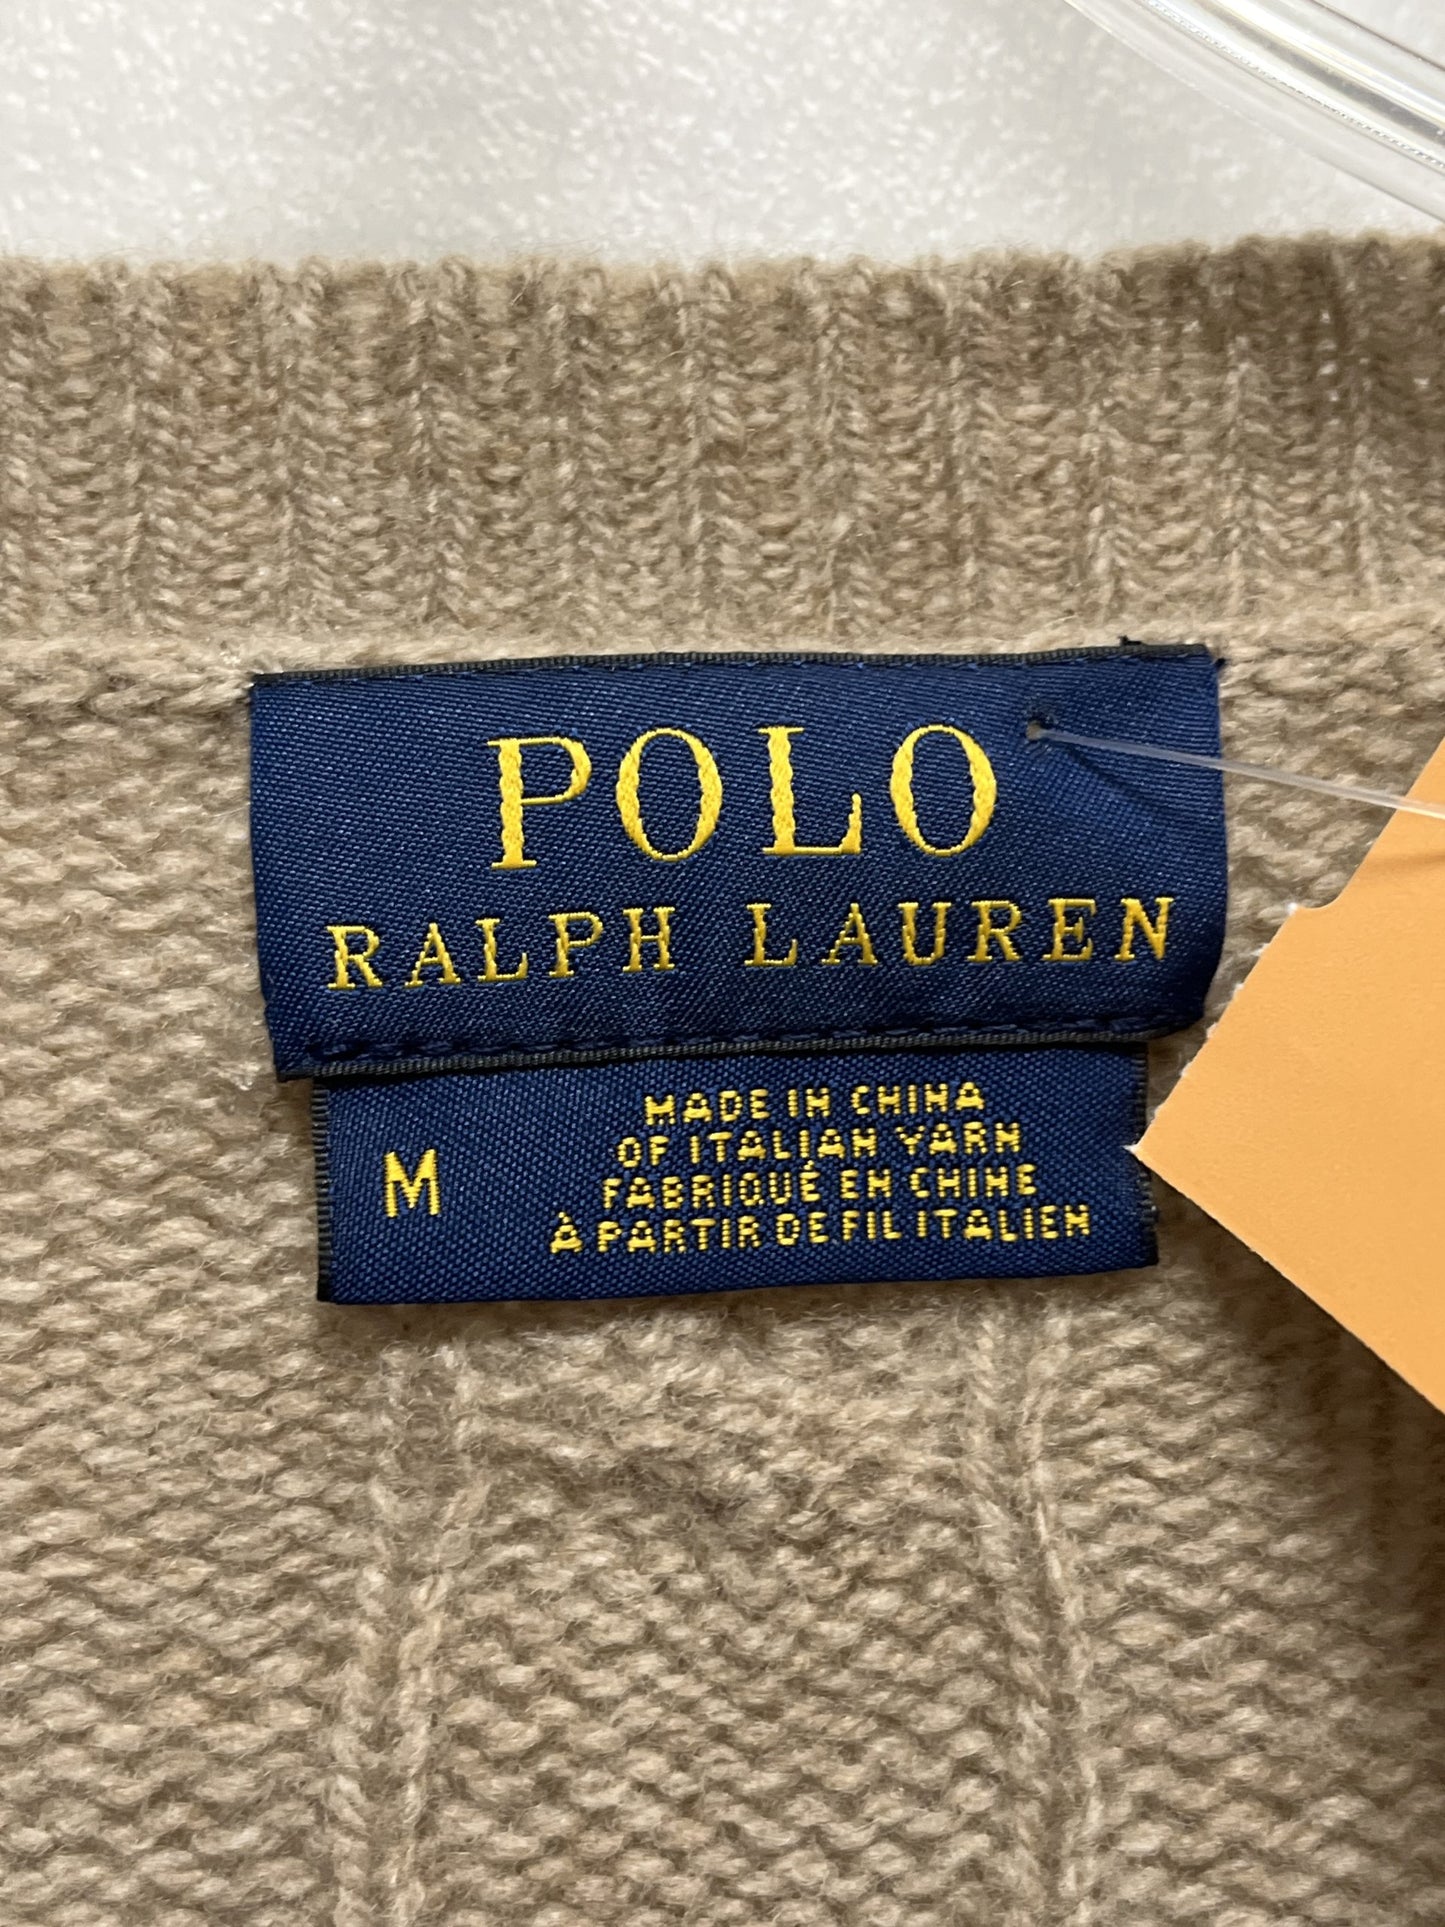 POLO
RALPH LAUREN
M
MADE IN CHINA
OF ITALIAN YARN
FABRIQUÉ EN CHINE
À PARTIR DE FIL ITALIEN